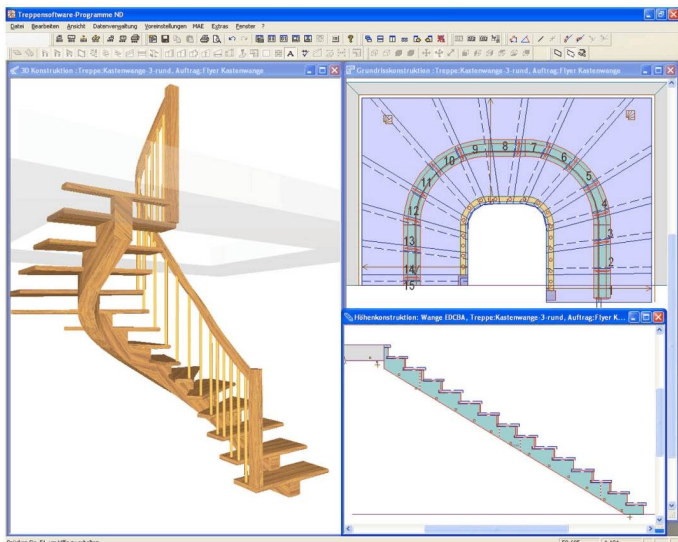 Treppensoftware-Programme ND
Datei Bearbeiten Ansicht Datenverwaltung Voreinstellungen MAE Extras Fenster ?
3D Konstruktion : Treppe:Kastenwange-3-rund, Auftrag:Flyer Kastenwange
Grundrisskonstruktion : Treppe:Kastenwange-3-rund, Auftrag:Flyer Kastenwange
9 8 7
10 6
11 5
12 4
13 3
14 2
15 1
Höhenkonstruktion: Wange EDCBA, Treppe:Kastenwange-3-rund, Auftrag:Flyer K...